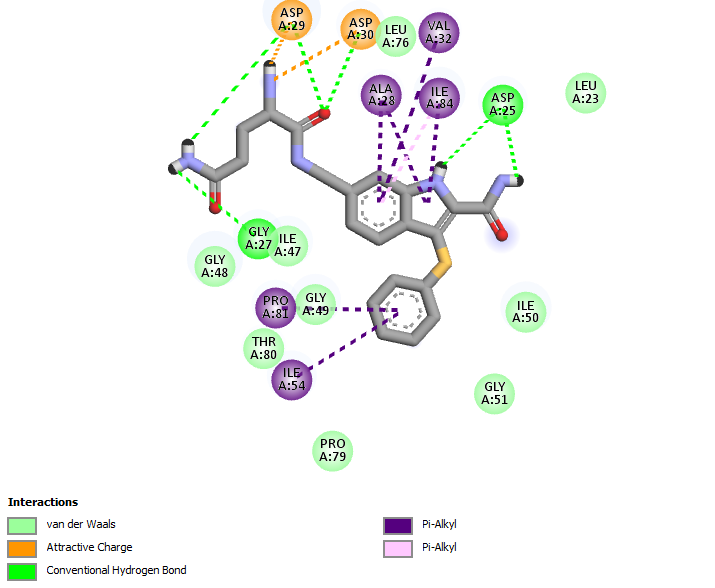 ASP
A:29
ASP
A:30
LEU
A:76
VAL
A:32
ALA
A:28
ILE
A:84
ASP
A:25
LEU
A:23
GLY
A:27
ILE
A:47
GLY
A:48
PRO
A:81
GLY
A:49
ILE
A:50
THR
A:80
ILE
A:54
GLY
A:51
PRO
A:79
Interactions
van der Waals
Attractive Charge
Conventional Hydrogen Bond
Pi-Alkyl
Pi-Alkyl